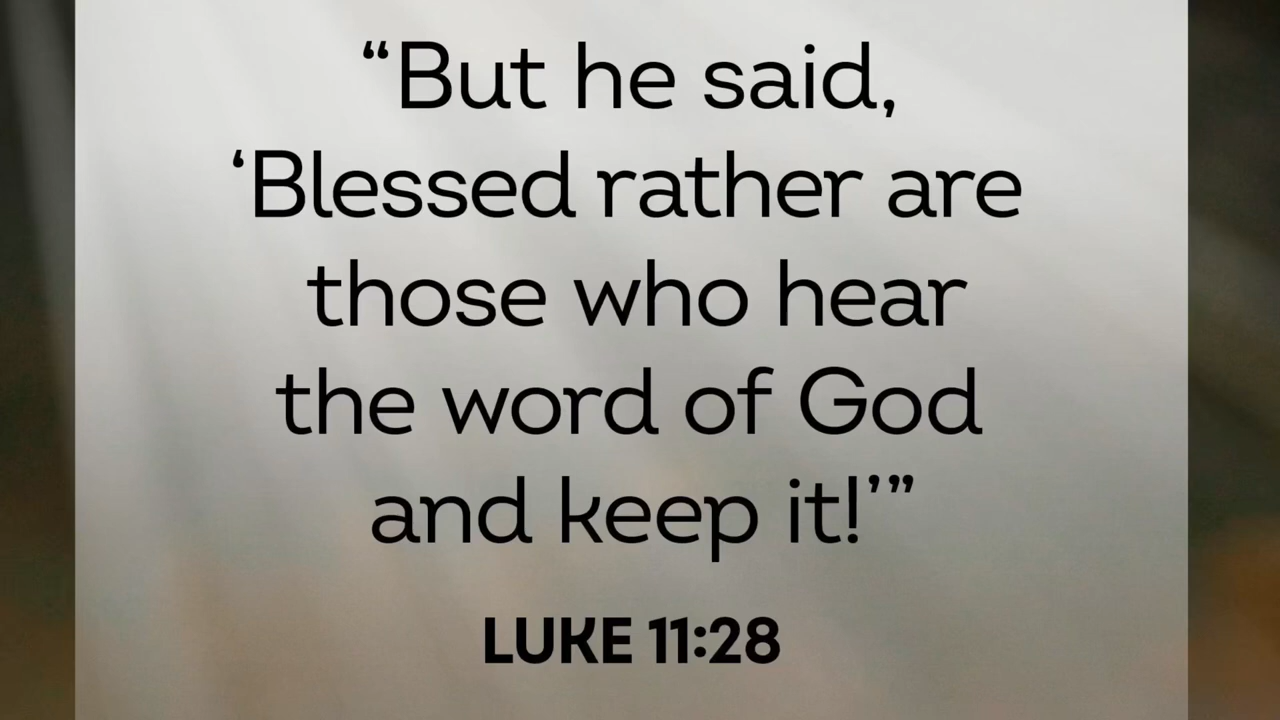 “But he said,
‘Blessed rather are
those who hear
the word of God
and keep it!’”
LUKE 11:28